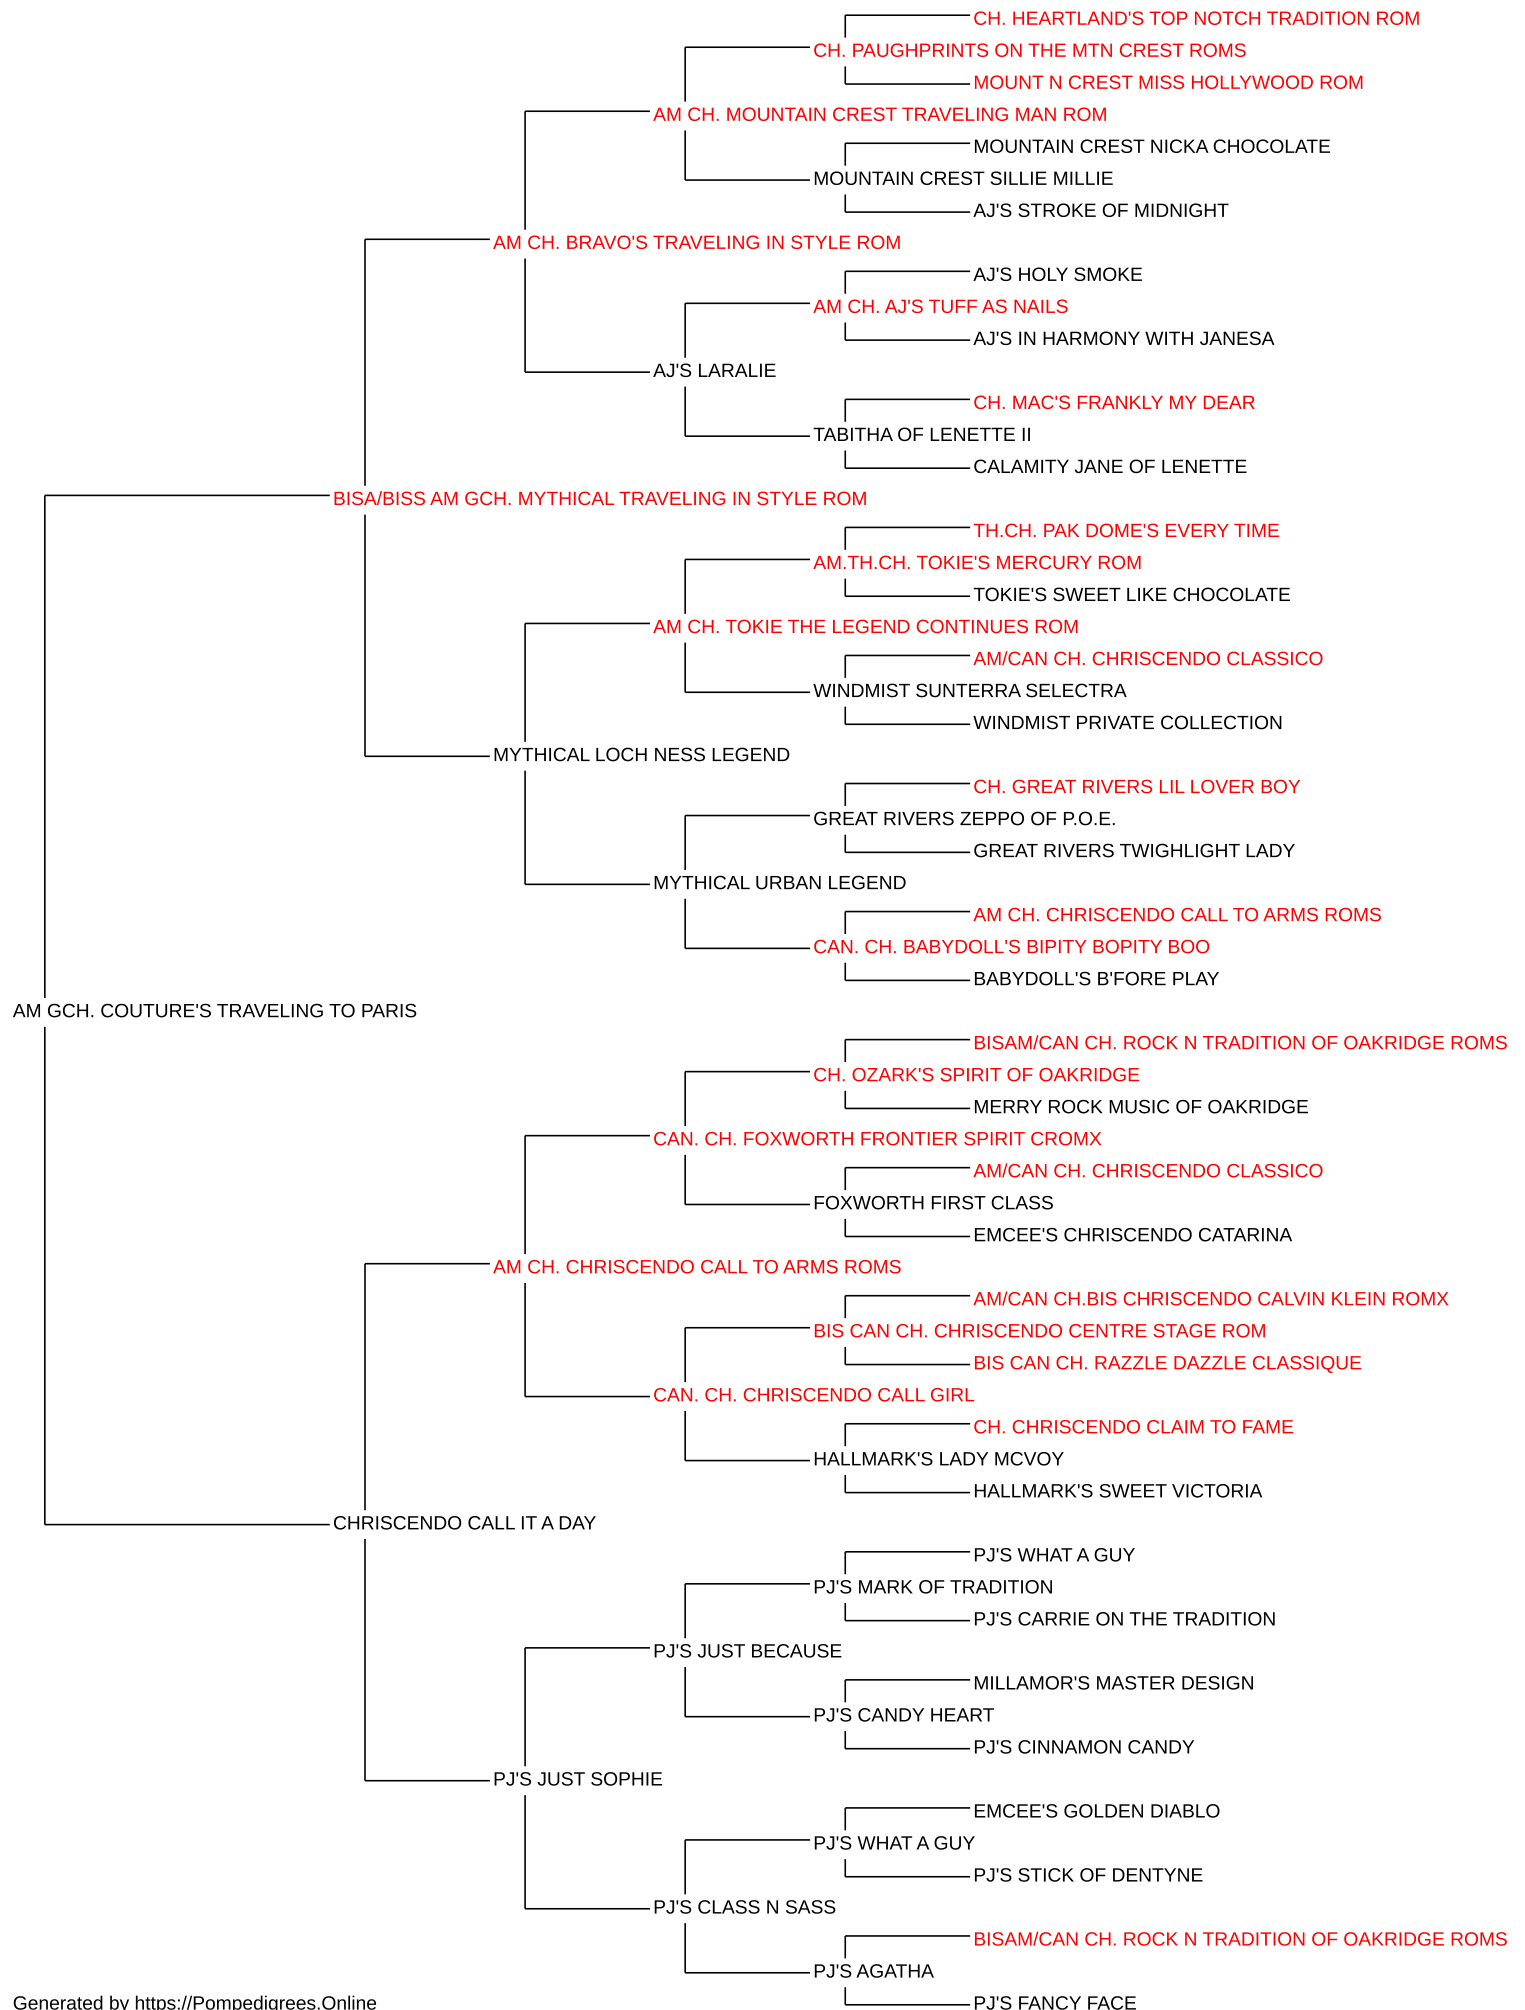 CH. HEARTLAND'S TOP NOTCH TRADITION ROM
CH. PAUGHPRINTS ON THE MTN CREST ROMS
MOUNT N CREST MISS HOLLYWOOD ROM
AM CH. MOUNTAIN CREST TRAVELING MAN ROM
MOUNTAIN CREST NICKA CHOCOLATE
MOUNTAIN CREST SILLIE MILLIE
AJ'S STROKE OF MIDNIGHT
AM CH. BRAVO'S TRAVELING IN STYLE ROM
AJ'S HOLY SMOKE
AM CH. AJ'S TUFF AS NAILS
AJ'S IN HARMONY WITH JANESA
AJ'S LARALIE
CH. MAC'S FRANKLY MY DEAR
TABITHA OF LENETTE II
CALAMITY JANE OF LENETTE
BISA/BISS AM GCH. MYTHICAL TRAVELING IN STYLE ROM
TH.CH. PAK DOME'S EVERY TIME
AM.TH.CH. TOKIE'S MERCURY ROM
TOKIE'S SWEET LIKE CHOCOLATE
AM CH. TOKIE THE LEGEND CONTINUES ROM
AM/CAN CH. CHRISCENDO CLASSICO
WINDMIST SUNTERRA SELECTRA
WINDMIST PRIVATE COLLECTION
MYTHICAL LOCH NESS LEGEND
CH. GREAT RIVERS LIL LOVER BOY
GREAT RIVERS ZEPPO OF P.O.E.
GREAT RIVERS TWIGHLIGHT LADY
MYTHICAL URBAN LEGEND
AM CH. CHRISCENDO CALL TO ARMS ROMS
CAN. CH. BABYDOLL'S BIPITY BOPITY BOO
BABYDOLL'S B'FORE PLAY
AM GCH. COUTURE'S TRAVELING TO PARIS
BISAM/CAN CH. ROCK N TRADITION OF OAKRIDGE ROMS
CH. OZARK'S SPIRIT OF OAKRIDGE
MERRY ROCK MUSIC OF OAKRIDGE
CAN. CH. FOXWORTH FRONTIER SPIRIT CROMX
AM/CAN CH. CHRISCENDO CLASSICO
FOXWORTH FIRST CLASS
EMCEE'S CHRISCENDO CATARINA
AM CH. CHRISCENDO CALL TO ARMS ROMS
AM/CAN CH.BIS CHRISCENDO CALVIN KLEIN ROMX
BIS CAN CH. CHRISCENDO CENTRE STAGE ROM
BIS CAN CH. RAZZLE DAZZLE CLASSIQUE
CAN. CH. CHRISCENDO CALL GIRL
CH. CHRISCENDO CLAIM TO FAME
HALLMARK'S LADY MCVOY
HALLMARK'S SWEET VICTORIA
CHRISCENDO CALL IT A DAY
PJ'S WHAT A GUY
PJ'S MARK OF TRADITION
PJ'S CARRIE ON THE TRADITION
PJ'S JUST BECAUSE
MILLAMOR'S MASTER DESIGN
PJ'S CANDY HEART
PJ'S CINNAMON CANDY
PJ'S JUST SOPHIE
EMCEE'S GOLDEN DIABLO
PJ'S WHAT A GUY
PJ'S STICK OF DENTYNE
PJ'S CLASS N SASS
BISAM/CAN CH. ROCK N TRADITION OF OAKRIDGE ROMS
PJ'S AGATHA
PJ'S FANCY FACE
Generated by https://Pompedigrees.Online